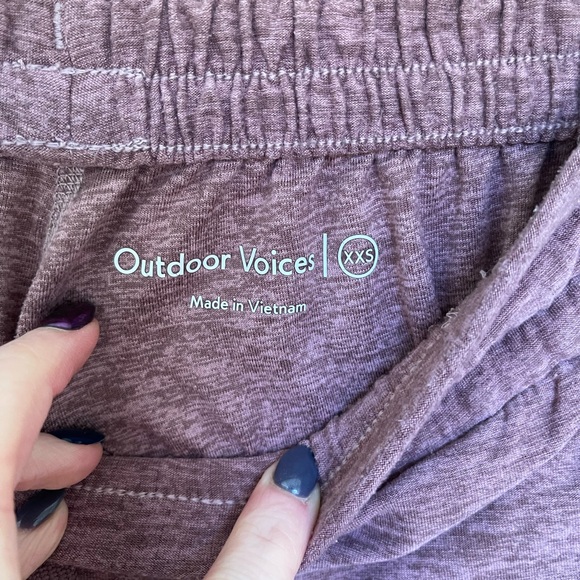 Outdoor Voices | XXS
Made in Vietnam